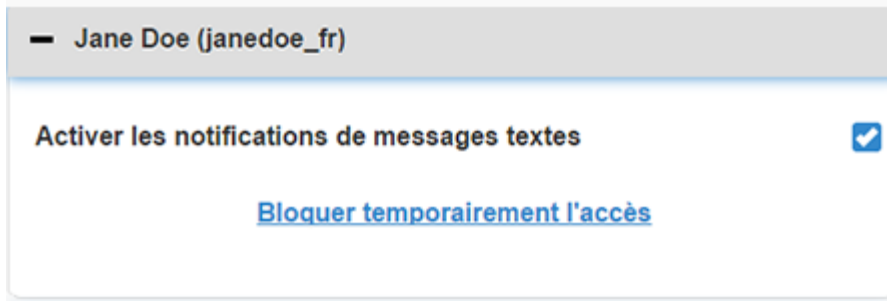 Jane Doe (janedoe_fr)
Activer les notifications de messages textes
Bloquer temporairement l'accès